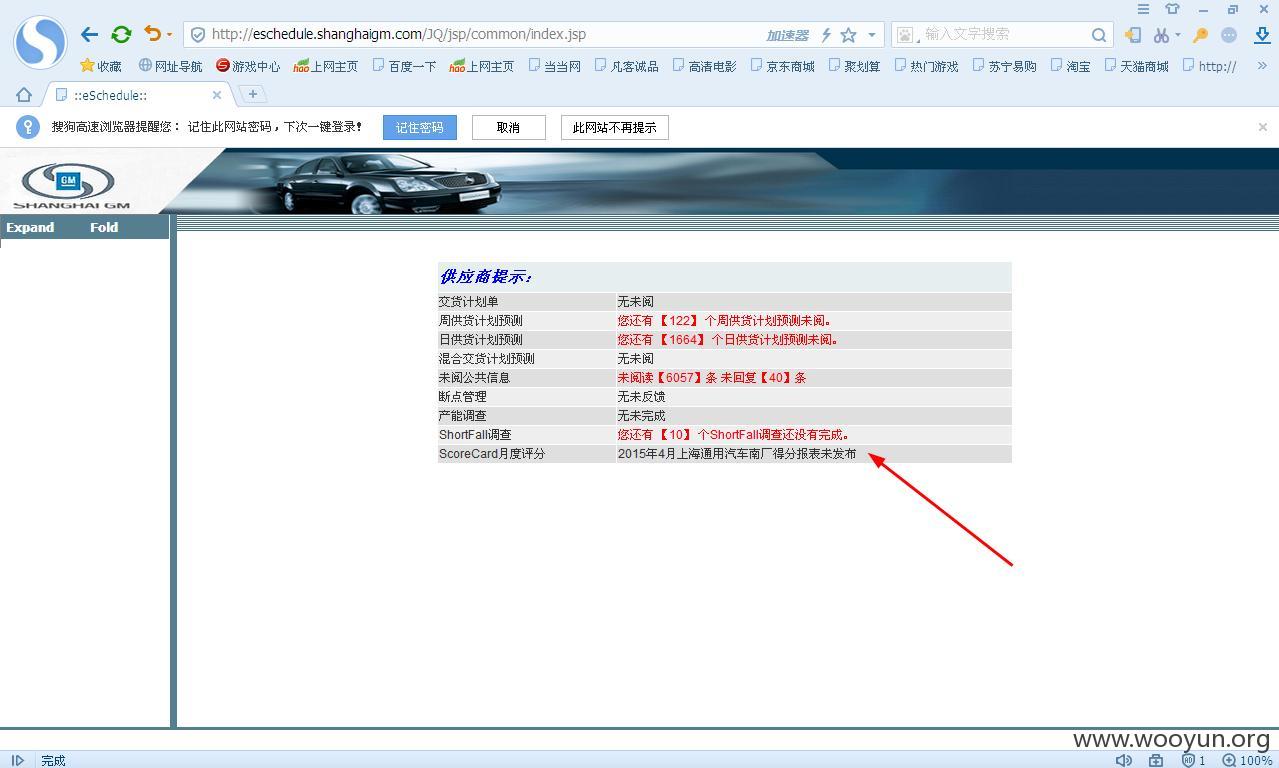 http://eschedule.shanghaigm.com/JQ/jsp/common/index.jsp 加速器 输入文字搜索
收藏 网址导航 游戏中心 hao上网主页 百度一下 hao上网主页 当当网 凡客诚品 高清电影 京东商城 聚划算 热门游戏 苏宁易购 淘宝 天猫商城 http:// »
::eSchedule::
搜狗高速浏览器提醒您： 记住此网站密码，下次一键登录！ 记住密码 取消 此网站不再提示
GM
SHANGHAI GM
Expand Fold
供应商提示：
交货计划单 无未阅
周供货计划预测 您还有 【122】 个周供货计划预测未阅。
日供货计划预测 您还有 【1664】 个日供货计划预测未阅。
混合交货计划预测 无未阅
未阅公共信息 未阅读【6057】条 未回复【40】条
断点管理 无未反馈
产能调查 无未完成
ShortFall调查 您还有 【10】 个ShortFall调查还没有完成。
ScoreCard月度评分 2015年4月上海通用汽车南厂得分报表未发布
www.wooyun.org
完成 1 100%